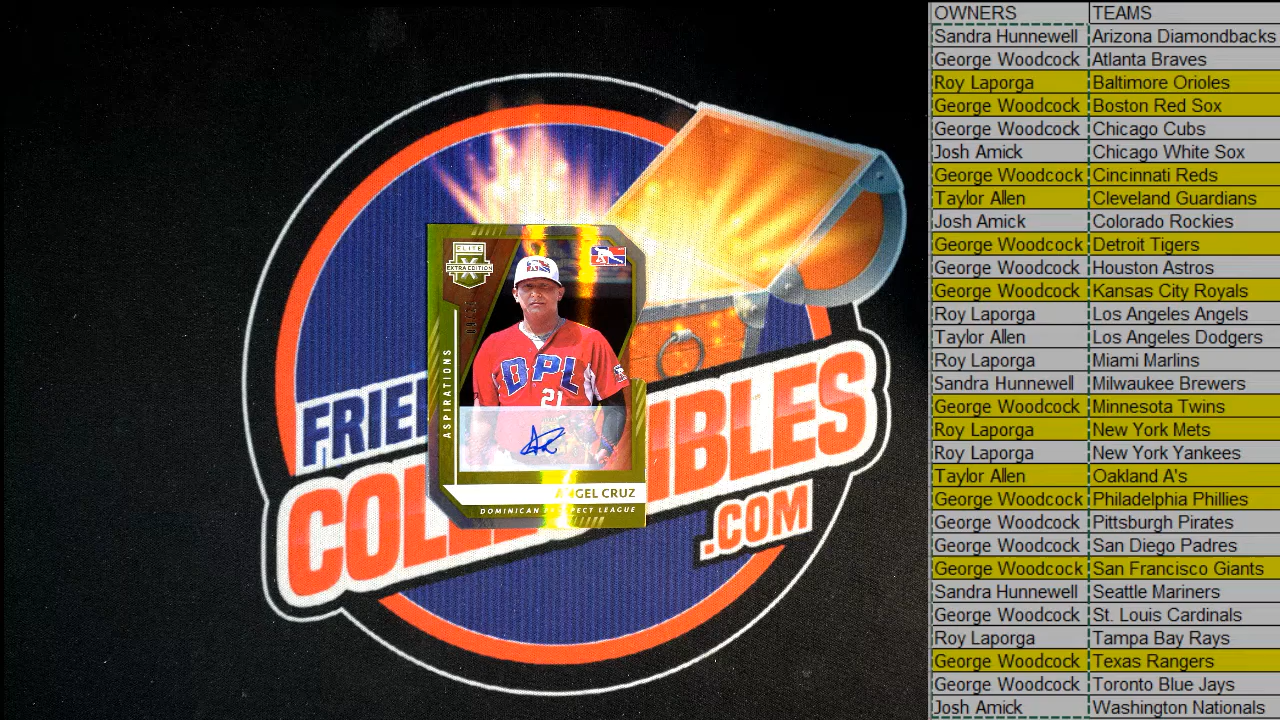 FRIE
COL IBLES
.COM
ELITE
X
EXTRA EDITION
ASPIRATIONS
DPL
21
ANGEL CRUZ
DOMINICAN PROSPECT LEAGUE
OWNERS TEAMS
Sandra Hunnewell Arizona Diamondbacks
George Woodcock Atlanta Braves
Roy Laporga Baltimore Orioles
George Woodcock Boston Red Sox
George Woodcock Chicago Cubs
Josh Amick Chicago White Sox
George Woodcock Cincinnati Reds
Taylor Allen Cleveland Guardians
Josh Amick Colorado Rockies
George Woodcock Detroit Tigers
George Woodcock Houston Astros
George Woodcock Kansas City Royals
Roy Laporga Los Angeles Angels
Taylor Allen Los Angeles Dodgers
Roy Laporga Miami Marlins
Sandra Hunnewell Milwaukee Brewers
George Woodcock Minnesota Twins
Roy Laporga New York Mets
Roy Laporga New York Yankees
Taylor Allen Oakland A's
George Woodcock Philadelphia Phillies
George Woodcock Pittsburgh Pirates
George Woodcock San Diego Padres
George Woodcock San Francisco Giants
Sandra Hunnewell Seattle Mariners
George Woodcock St. Louis Cardinals
Roy Laporga Tampa Bay Rays
George Woodcock Texas Rangers
George Woodcock Toronto Blue Jays
Josh Amick Washington Nationals